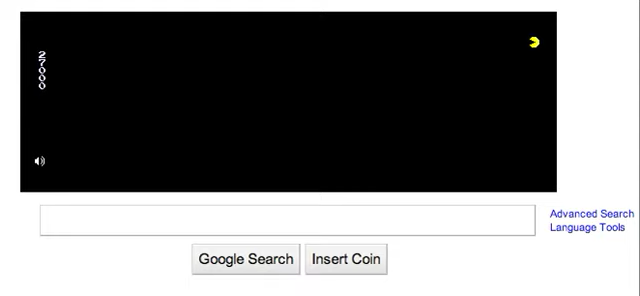 27000
Advanced Search
Language Tools
Google Search
Insert Coin